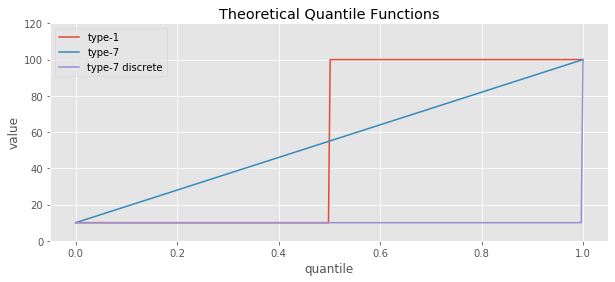 Theoretical Quantile Functions
120
100
80
60
40
20
0
value
type-1
type-7
type-7 discrete
0.0 0.2 0.4 0.6 0.8 1.0
quantile